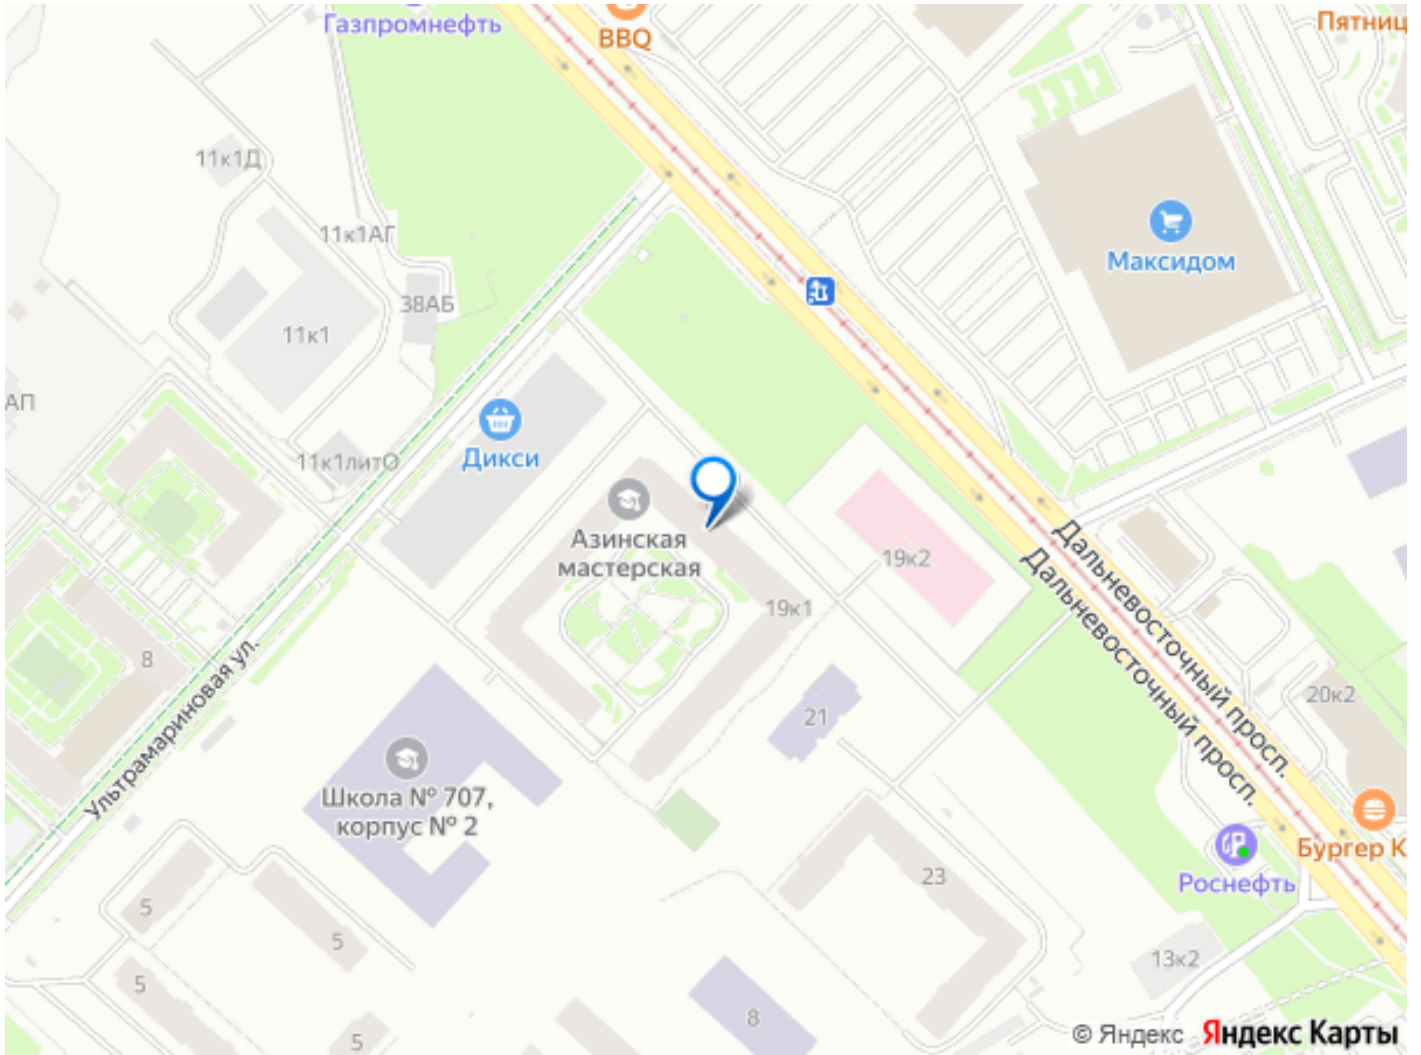 Газпромнефть
BBQ
Пятниц
11к1Д
11к1АГ
Максидом
38АБ
11к1
АП
Дикси
11к1литО
Азинская
мастерская
19к2
Дальневосточный просп.
Дальневосточный просп.
19к1
8
Ультрамариновая ул.
20к2
21
Школа № 707,
корпус № 2
Бургер К
23
Роснефть
5
5
13к2
5
8
5
© Яндекс Яндекс Карты